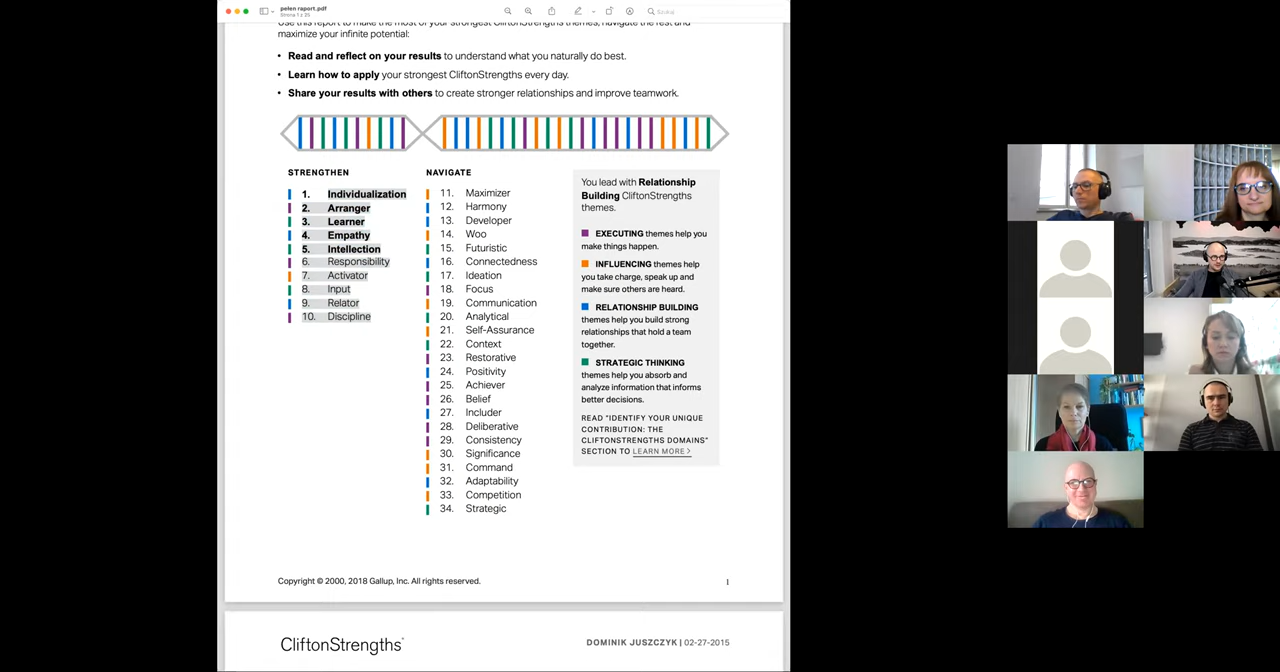 pelen raport.pdf
Strona 1 z 25
Szukaj
Use this report to make the most of your strongest CliftonStrengths themes, navigate the rest and
maximize your infinite potential:
• Read and reflect on your results to understand what you naturally do best.
• Learn how to apply your strongest CliftonStrengths every day.
• Share your results with others to create stronger relationships and improve teamwork.
STRENGTHEN
1. Individualization
2. Arranger
3. Learner
4. Empathy
5. Intellection
6. Responsibility
7. Activator
8. Input
9. Relator
10. Discipline
NAVIGATE
11. Maximizer
12. Harmony
13. Developer
14. Woo
15. Futuristic
16. Connectedness
17. Ideation
18. Focus
19. Communication
20. Analytical
21. Self-Assurance
22. Context
23. Restorative
24. Positivity
25. Achiever
26. Belief
27. Includer
28. Deliberative
29. Consistency
30. Significance
31. Command
32. Adaptability
33. Competition
34. Strategic
You lead with Relationship
Building CliftonStrengths
themes.
EXECUTING themes help you
make things happen.
INFLUENCING themes help
you take charge, speak up and
make sure others are heard.
RELATIONSHIP BUILDING
themes help you build strong
relationships that hold a team
together.
STRATEGIC THINKING
themes help you absorb and
analyze information that informs
better decisions.
READ "IDENTIFY YOUR UNIQUE
CONTRIBUTION: THE
CLIFTONSTRENGTHS DOMAINS"
SECTION TO LEARN MORE >
Copyright © 2000, 2018 Gallup, Inc. All rights reserved.
1
CliftonStrengths®
DOMINIK JUSZCZYK | 02-27-2015